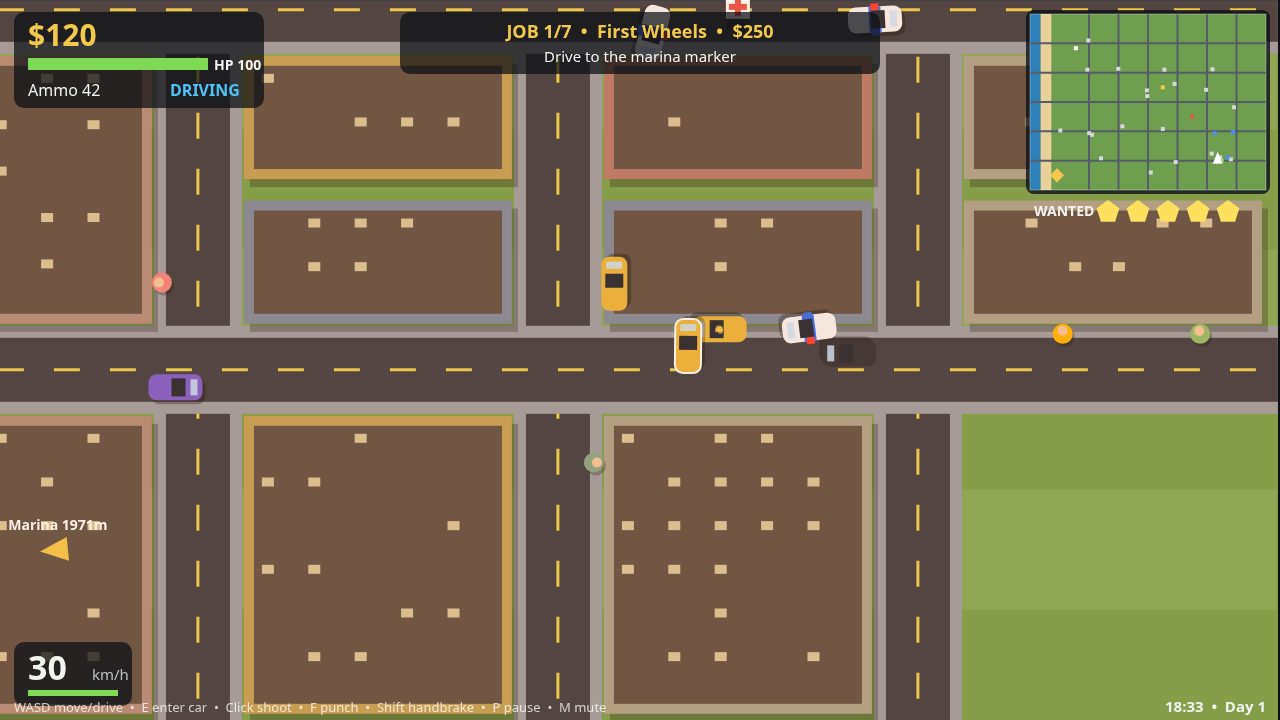 $120
HP 100
Ammo 42
DRIVING
JOB 1/7 • First Wheels • $250
Drive to the marina marker
WANTED
Marina 1971m
30 km/h
WASD move/drive • E enter car • Click shoot • F punch • Shift handbrake • P pause • M mute
18:33 • Day 1